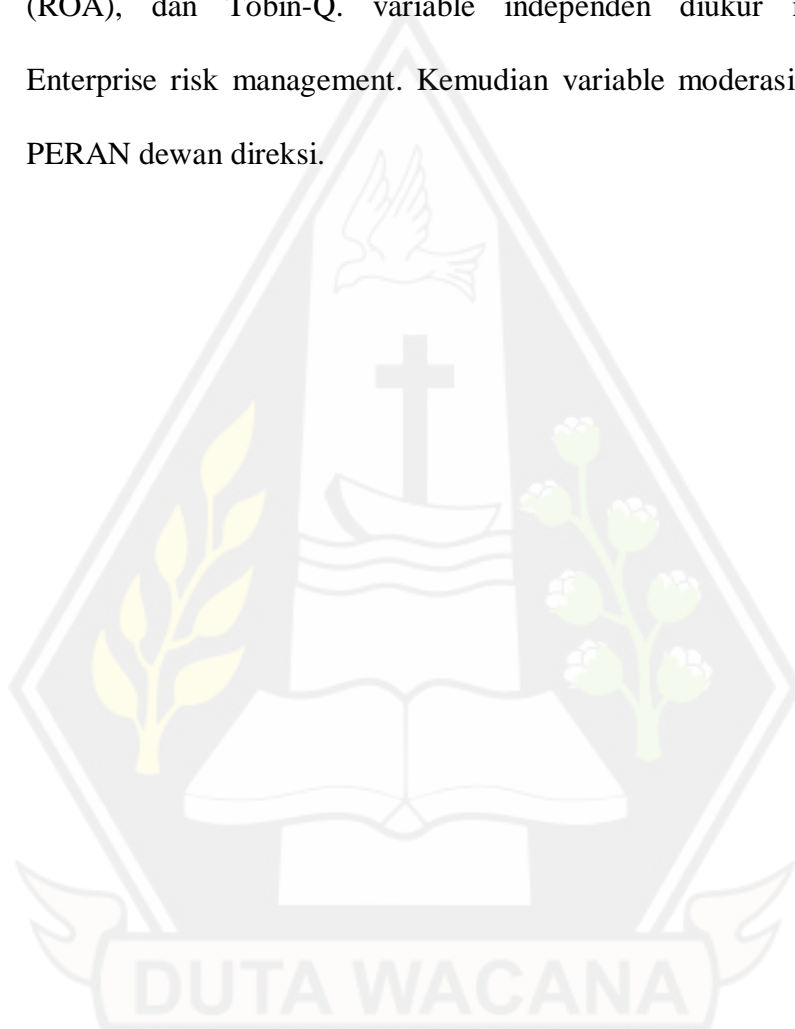 (ROA), dan Tobin-Q. variable independen diukur
Enterprise risk management. Kemudian variable moderasi
PERAN dewan direksi.
DUTA WACANA